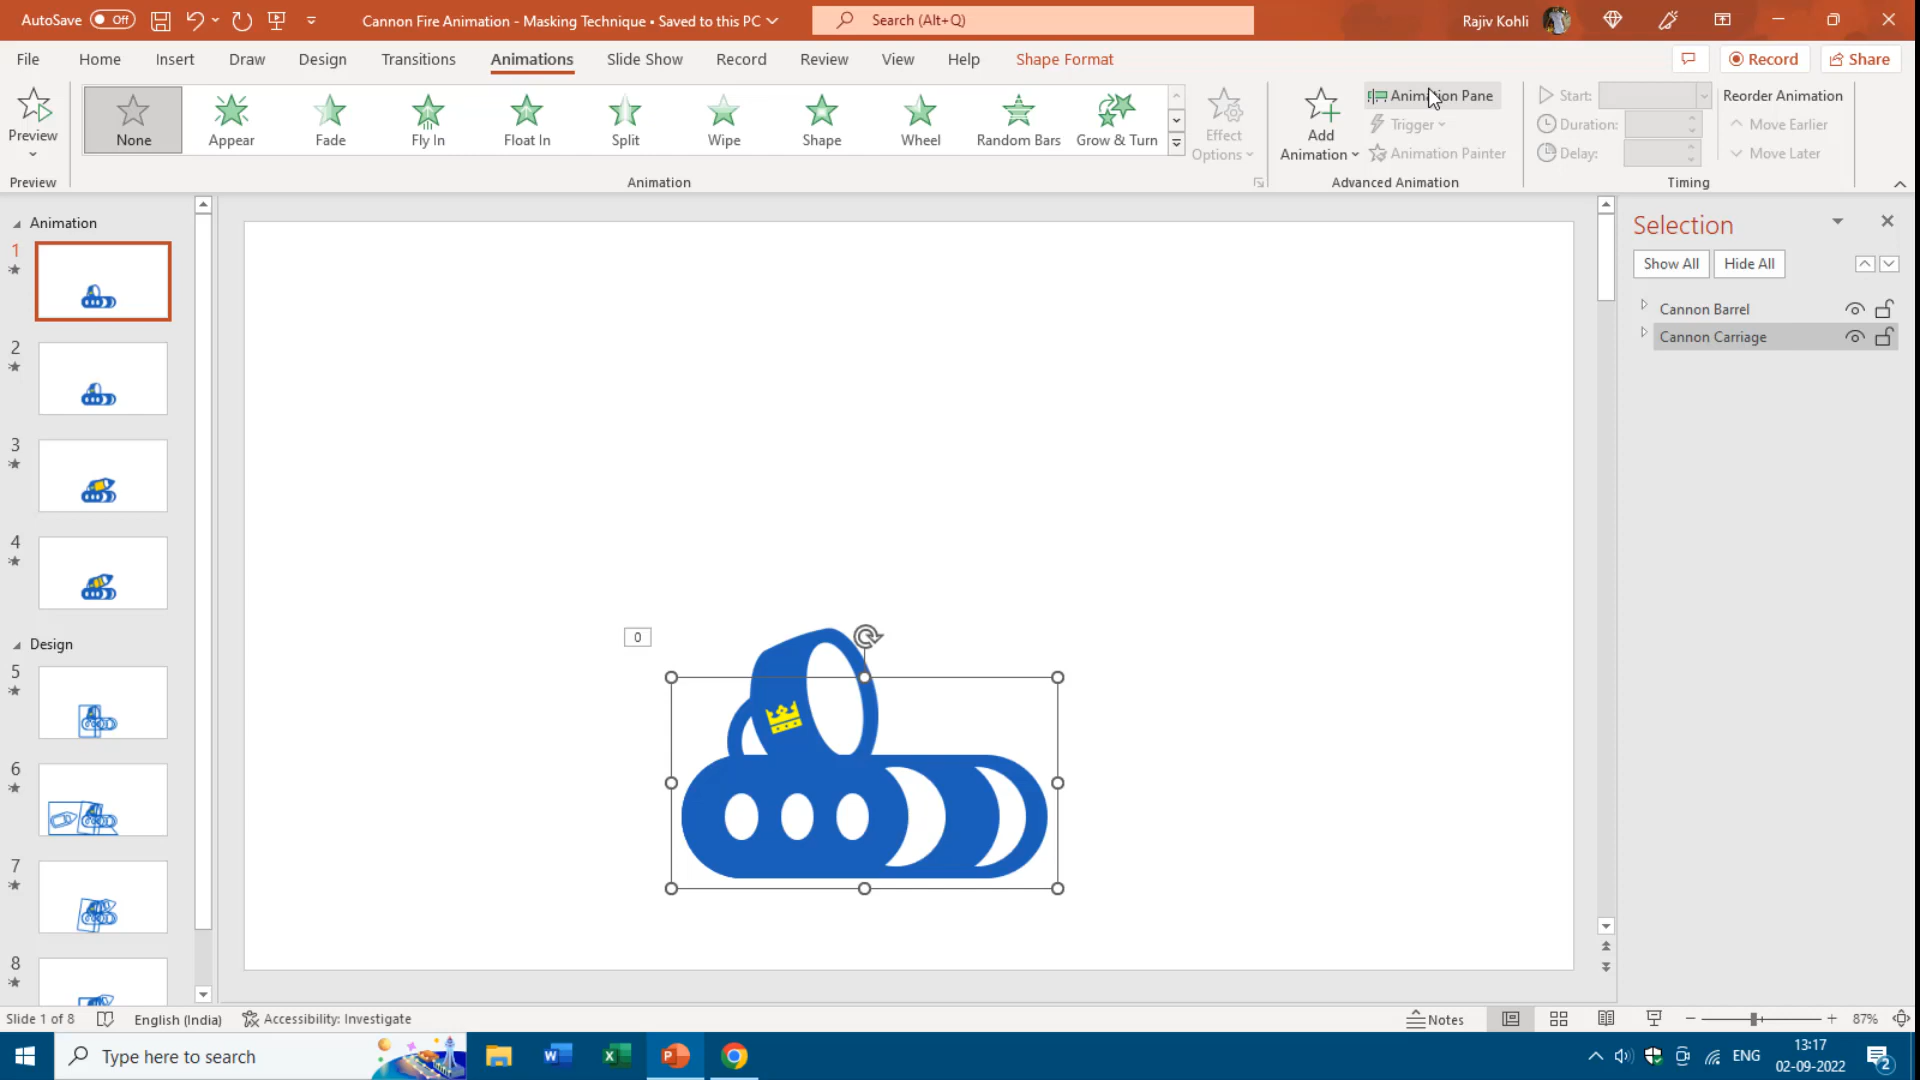 AutoSave Off Cannon Fire Animation - Masking Technique • Saved to this PC Search (Alt+Q) Rajiv Kohli
File Home Insert Draw Design Transitions Animations Slide Show Record Review View Help Shape Format Record Share
Preview
Preview
None Appear Fade Fly In Float In Split Wipe Shape Wheel Random Bars Grow & Turn
Animation
Effect
Options
Add
Animation
Animation Pane
Trigger
Animation Painter
Advanced Animation
Start:
Duration:
Delay:
Reorder Animation
Move Earlier
Move Later
Timing
Animation
1
2
3
4
Design
5
6
7
8
0
Selection
Show All Hide All
Cannon Barrel
Cannon Carriage
Slide 1 of 8 English (India) Accessibility: Investigate Notes 87%
Type here to search
ENG
13:17
02-09-2022
2